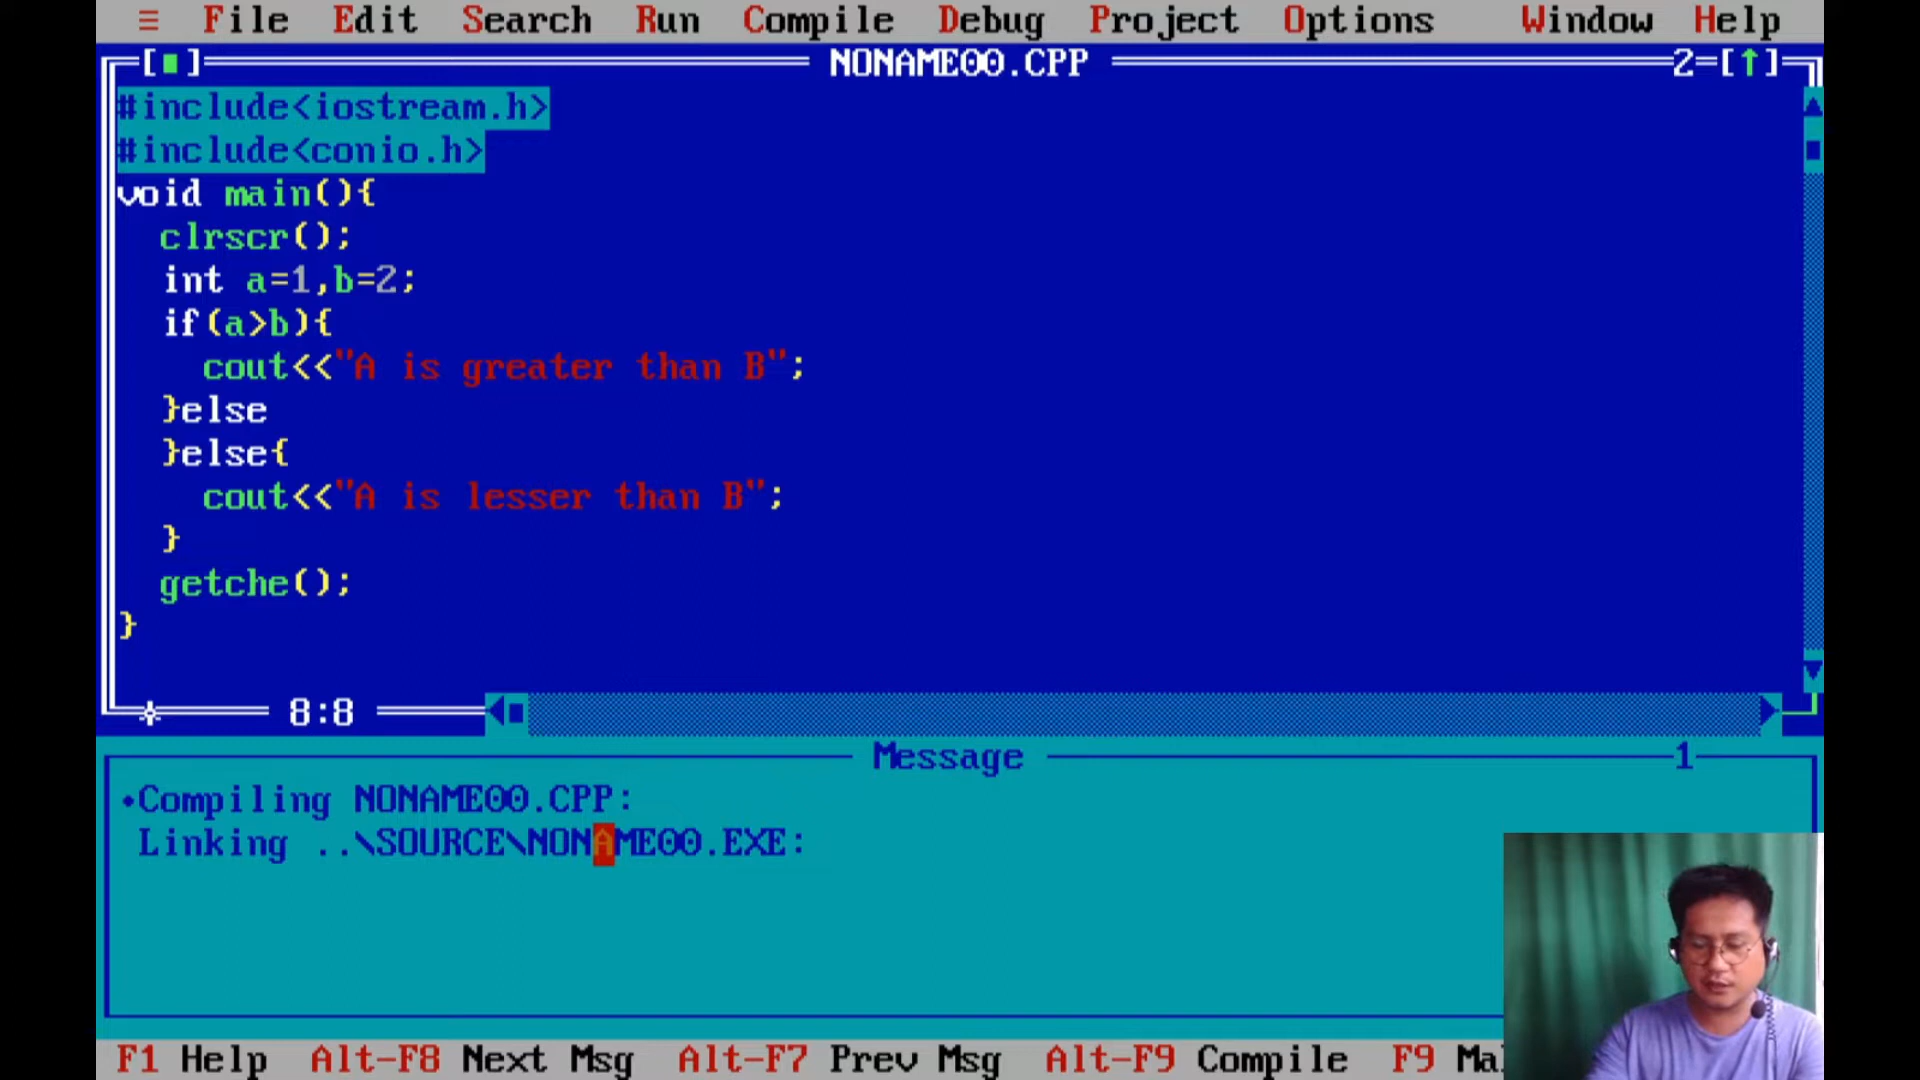 ≡ File Edit Search Run Compile Debug Project Options Window Help
[■] NONAME00.CPP 2=[↑]
#include<iostream.h>
#include<conio.h>
void main(){
clrscr();
int a=1,b=2;
if(a>b){
cout<<"A is greater than B";
}else
}else{
cout<<"A is lesser than B";
}
getche();
}
8:8
Message 1
•Compiling NONAME00.CPP:
Linking ..\SOURCE\NONAME00.EXE:
F1 Help Alt-F8 Next Msg Alt-F7 Prev Msg Alt-F9 Compile F9